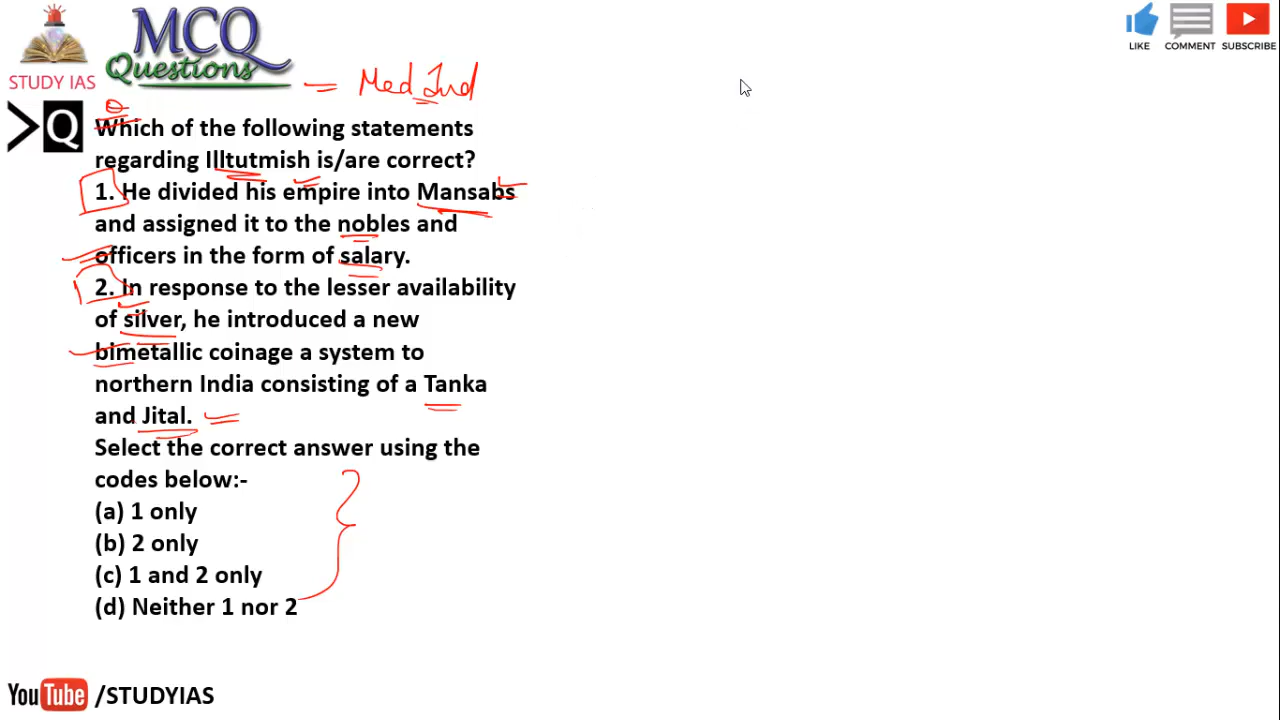 MCQ
Questions
STUDY IAS
= Med Ind
LIKE COMMENT SUBSCRIBE
>Q
Which of the following statements
regarding Illtutmish is/are correct?
1. He divided his empire into Mansabs
and assigned it to the nobles and
officers in the form of salary.
2. In response to the lesser availability
of silver, he introduced a new
bimetallic coinage a system to
northern India consisting of a Tanka
and Jital.
Select the correct answer using the
codes below:-
(a) 1 only
(b) 2 only
(c) 1 and 2 only
(d) Neither 1 nor 2
YouTube /STUDYIAS